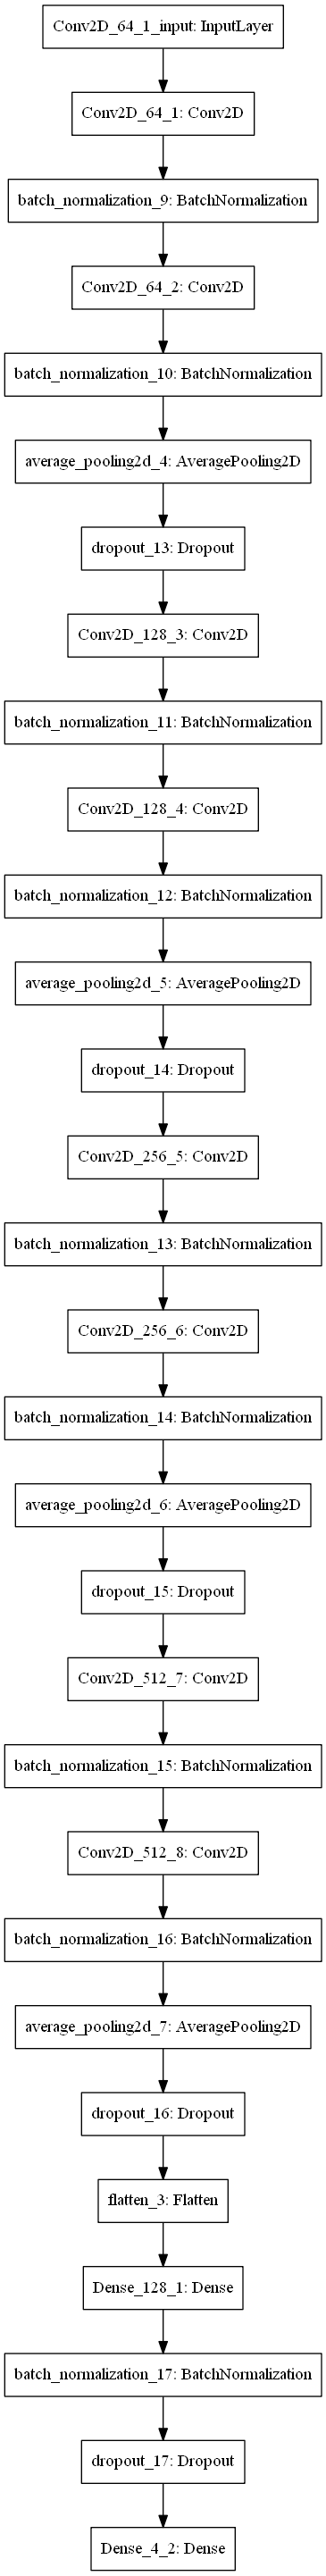 Conv2D_64_1_input: InputLayer
Conv2D_64_1: Conv2D
batch_normalization_9: BatchNormalization
Conv2D_64_2: Conv2D
batch_normalization_10: BatchNormalization
average_pooling2d_4: AveragePooling2D
dropout_13: Dropout
Conv2D_128_3: Conv2D
batch_normalization_11: BatchNormalization
Conv2D_128_4: Conv2D
batch_normalization_12: BatchNormalization
average_pooling2d_5: AveragePooling2D
dropout_14: Dropout
Conv2D_256_5: Conv2D
batch_normalization_13: BatchNormalization
Conv2D_256_6: Conv2D
batch_normalization_14: BatchNormalization
average_pooling2d_6: AveragePooling2D
dropout_15: Dropout
Conv2D_512_7: Conv2D
batch_normalization_15: BatchNormalization
Conv2D_512_8: Conv2D
batch_normalization_16: BatchNormalization
average_pooling2d_7: AveragePooling2D
dropout_16: Dropout
flatten_3: Flatten
Dense_128_1: Dense
batch_normalization_17: BatchNormalization
dropout_17: Dropout
Dense_4_2: Dense